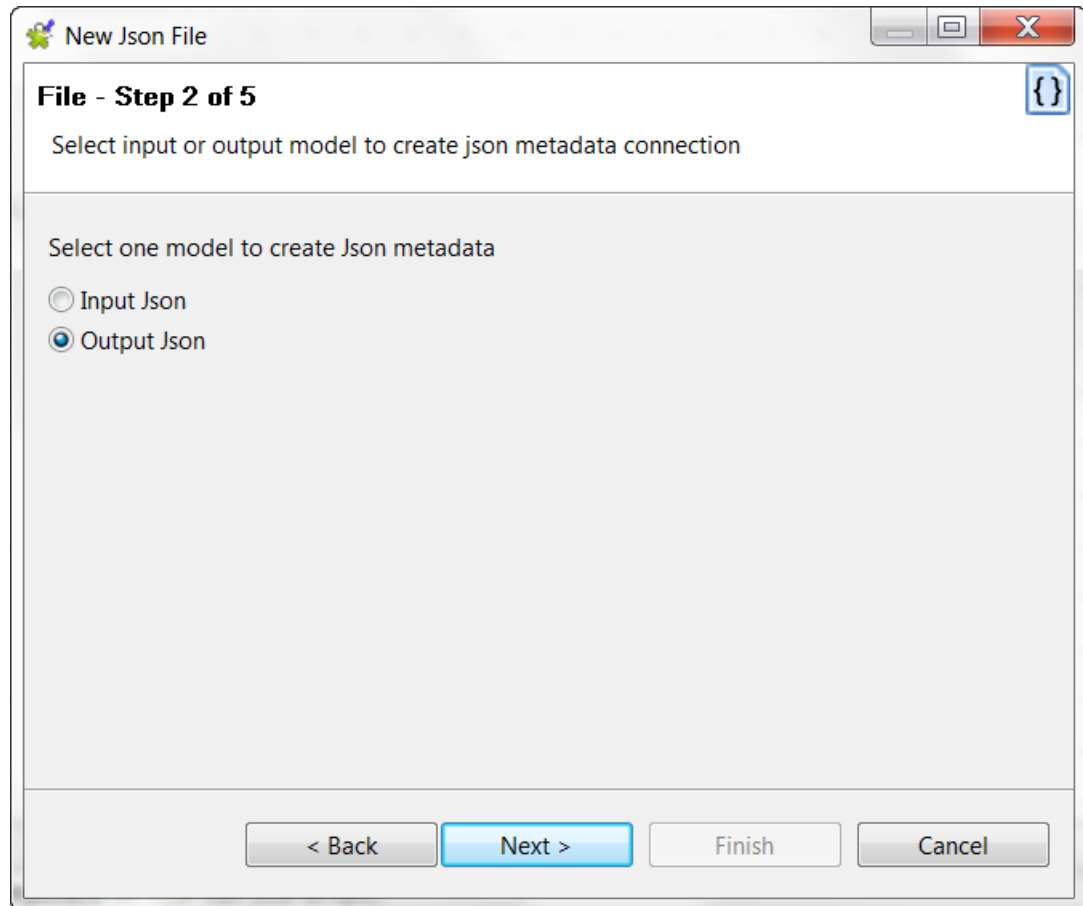 New Json File
File - Step 2 of 5
{}
Select input or output model to create json metadata connection
Select one model to create Json metadata
Input Json
Output Json
< Back Next > Finish Cancel